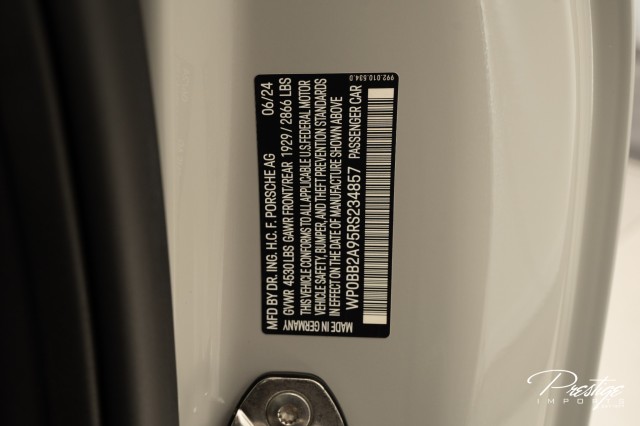 MFD BY DR. ING. H.C. F. PORSCHE AG 06/24
GVWR 4530 LBS GAWR FRONT/REAR 1929 / 2866 LBS
THIS VEHICLE CONFORMS TO ALL APPLICABLE U.S. FEDERAL MOTOR
VEHICLE SAFETY, BUMPER, AND THEFT PREVENTION STANDARDS
IN EFFECT ON THE DATE OF MANUFACTURE SHOWN ABOVE
WP0BB2A95RS234857 PASSENGER CAR
MADE IN GERMANY
992.010.534.0
Prestige
IMPORTS